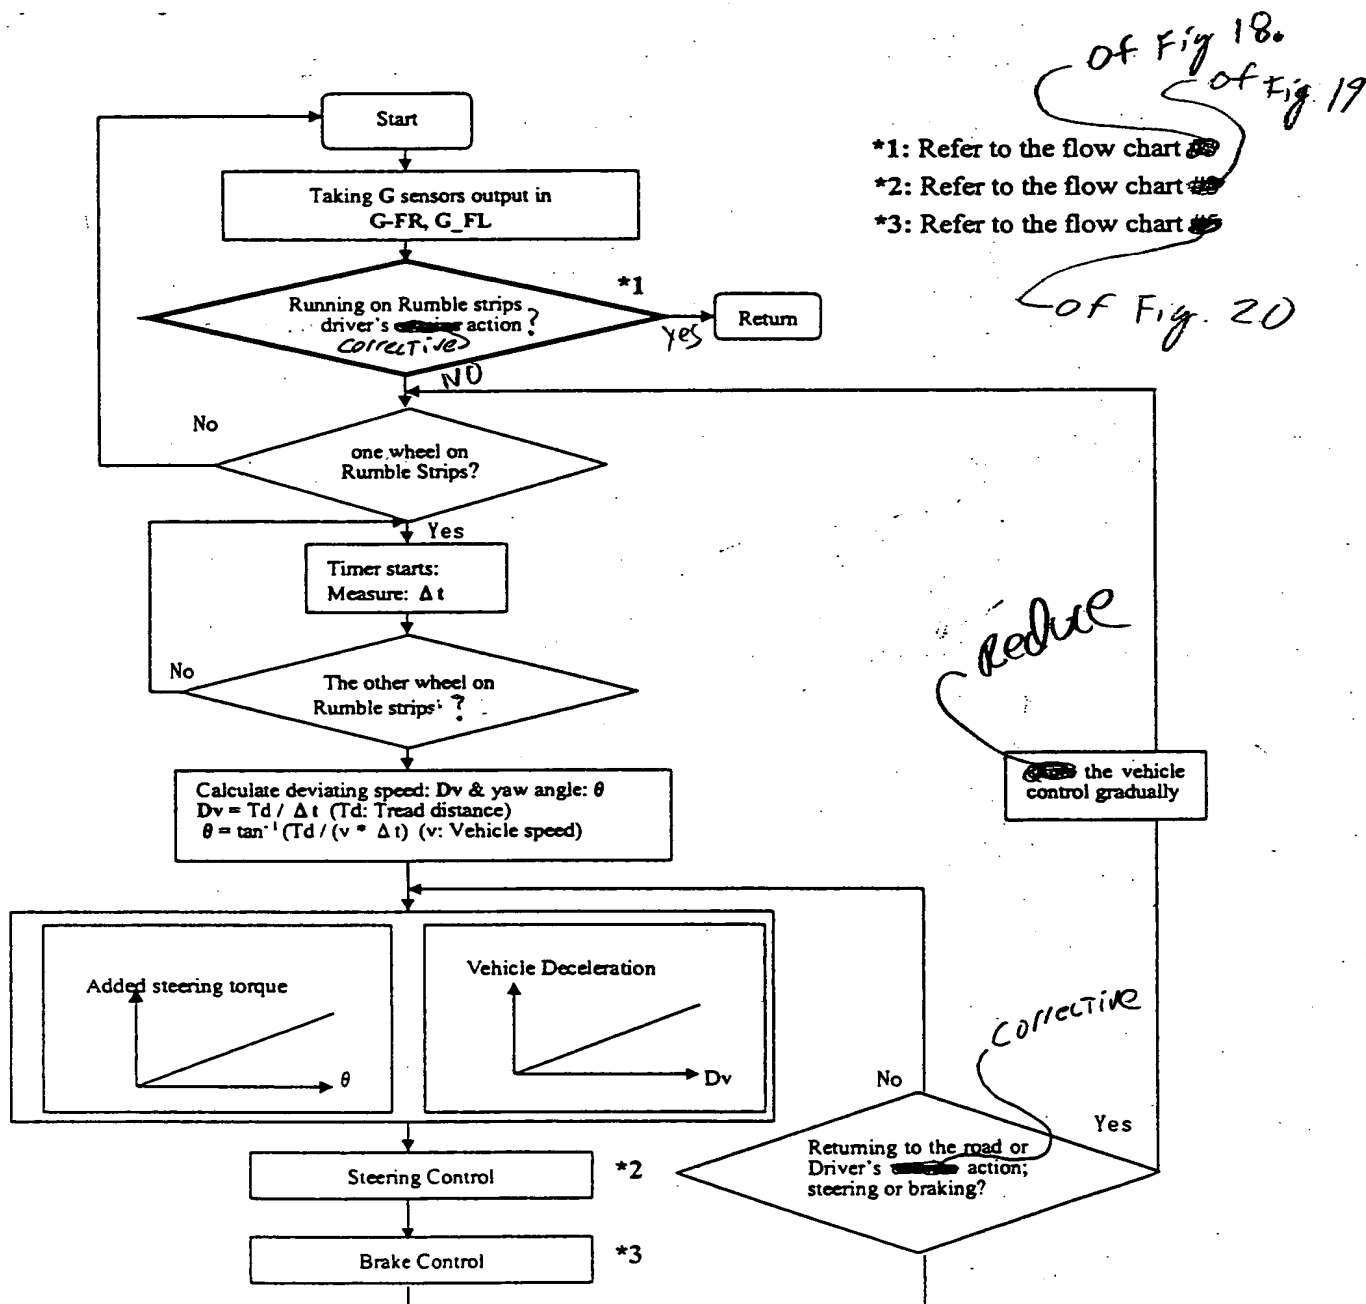 of Fig 18.
of Fig. 19
Start
*1: Refer to the flow chart
*2: Refer to the flow chart
*3: Refer to the flow chart
of Fig. 20
Taking G sensors output in
G-FR, G_FL
*1
Running on Rumble strips
driver's action ?
corrective
yes
Return
NO
No
one wheel on
Rumble Strips?
Yes
Timer starts:
Measure: Δ t
Reduce
No
The other wheel on
Rumble strips ?
the vehicle
control gradually
Calculate deviating speed: Dv & yaw angle: θ
Dv = Td / Δ t (Td: Tread distance)
θ = tan⁻¹ (Td / (v * Δ t) (v: Vehicle speed)
Added steering torque
θ
Vehicle Deceleration
Dv
corrective
No
Yes
Returning to the road or
Driver's action;
steering or braking?
Steering Control
*2
Brake Control
*3